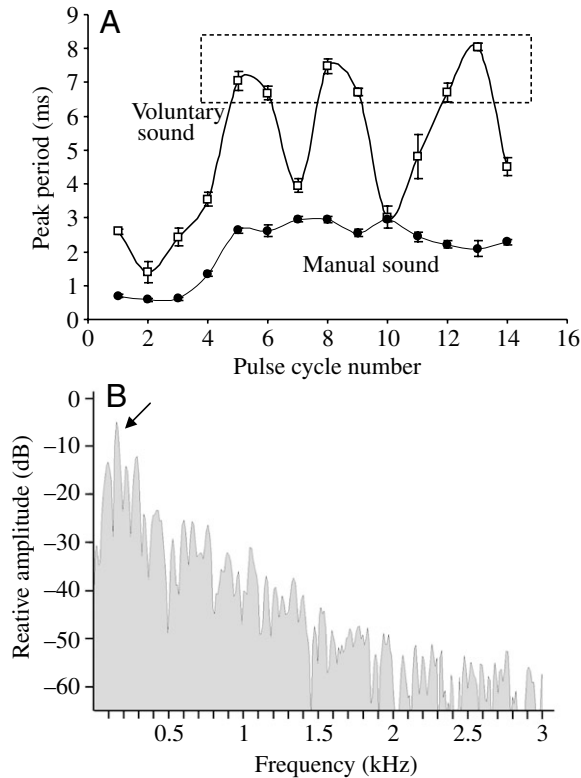 A
9
8
7
6
5
4
3
2
1
0
Peak period (ms)
Voluntary
sound
Manual sound
0 2 4 6 8 10 12 14 16
Pulse cycle number
B
0
–10
–20
–30
–40
–50
–60
Reative amplitude (dB)
0.5 1 1.5 2 2.5 3
Frequency (kHz)